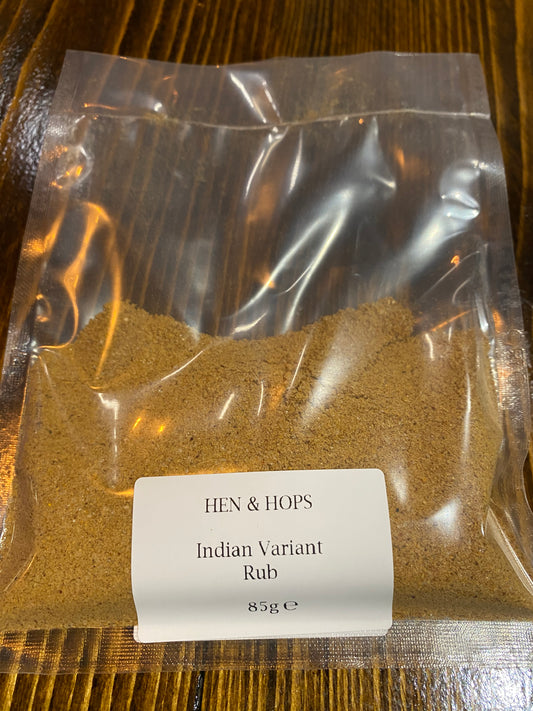 HEN & HOPS
Indian Variant
Rub
85g ℮